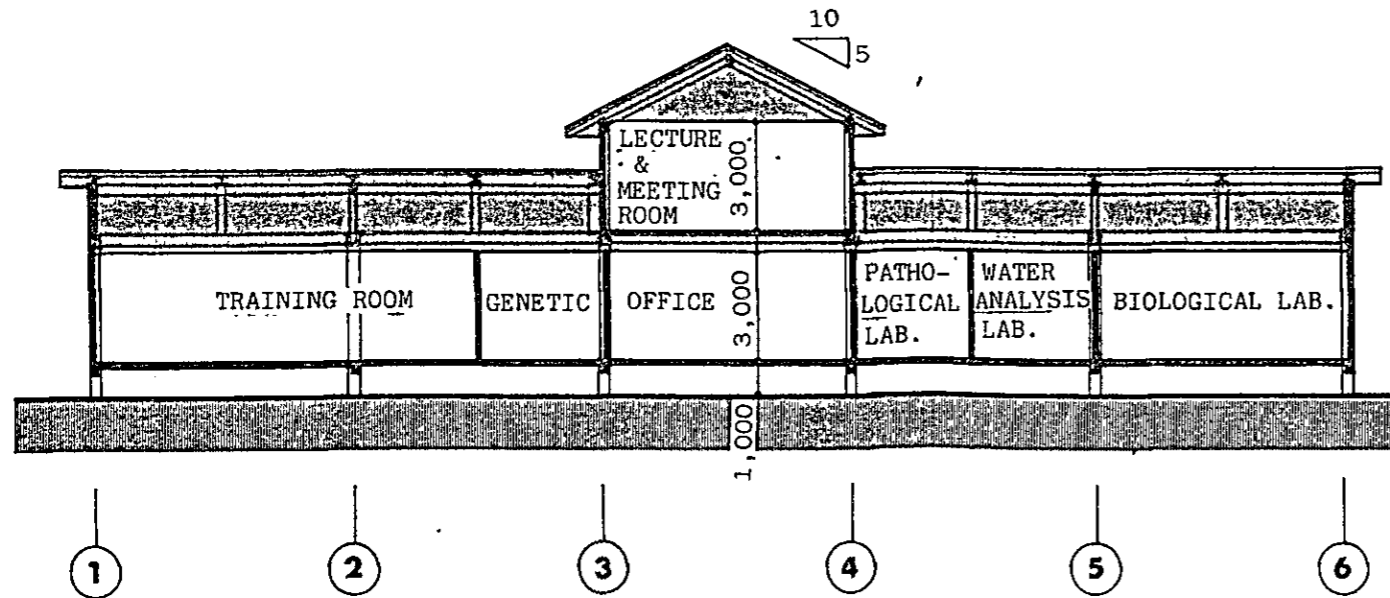 10
5
LECTURE
&
MEETING
ROOM
3,000
TRAINING ROOM
GENETIC
OFFICE
3,000
PATHO-
LOGICAL
LAB.
WATER
ANALYSIS
LAB.
BIOLOGICAL LAB.
1,000
1
2
3
4
5
6